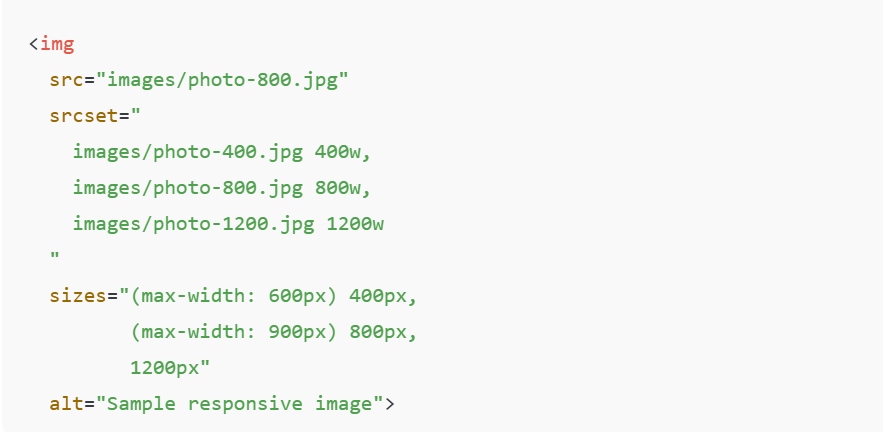 <img
src="images/photo-800.jpg"
srcset="
images/photo-400.jpg 400w,
images/photo-800.jpg 800w,
images/photo-1200.jpg 1200w
"
sizes="(max-width: 600px) 400px,
(max-width: 900px) 800px,
1200px"
alt="Sample responsive image">